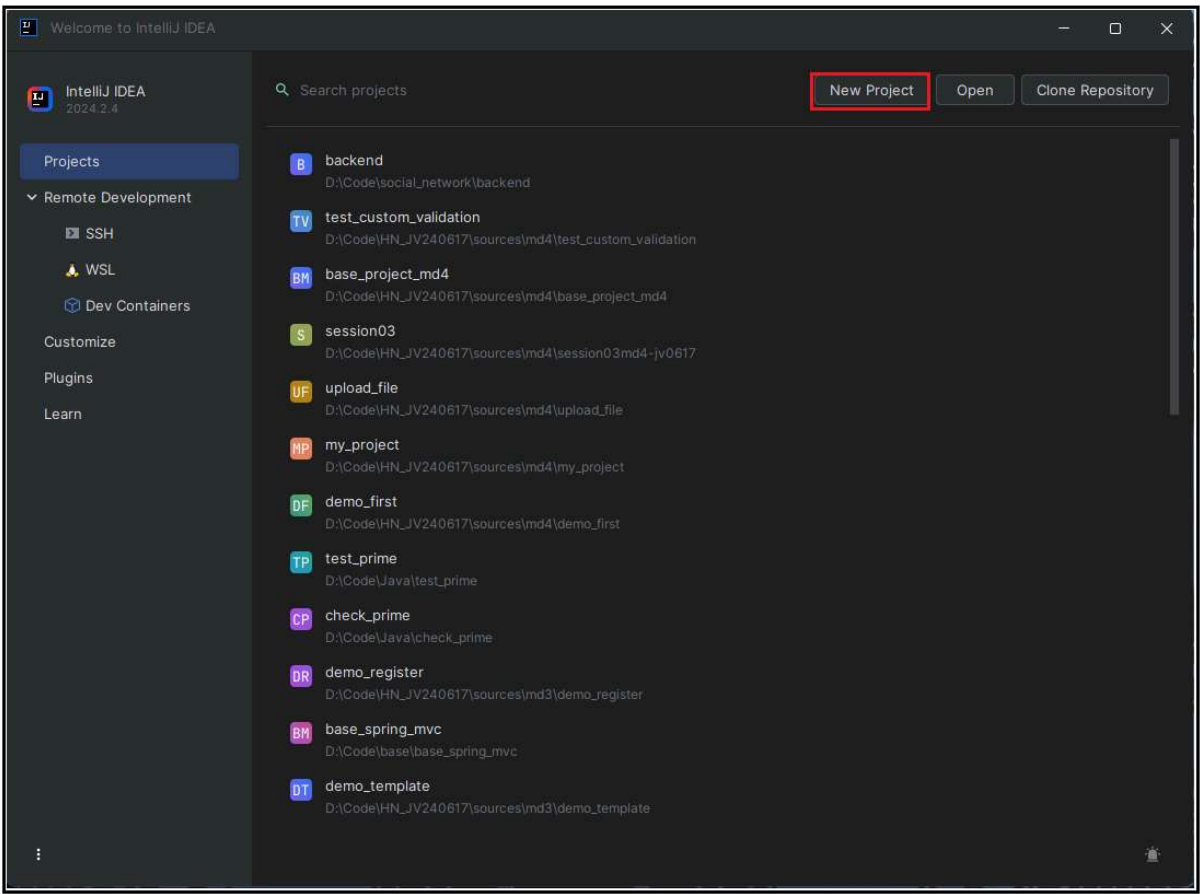 Welcome to IntelliJ IDEA
IntelliJ IDEA
2024.2.4
Projects
Remote Development
SSH
WSL
Dev Containers
Customize
Plugins
Learn
Search projects
New Project
Open
Clone Repository
B
backend
D:\Code\social_network\backend
TV
test_custom_validation
D:\Code\HN_JV240617\sources\md4\test_custom_validation
BM
base_project_md4
D:\Code\HN_JV240617\sources\md4\base_project_md4
S
session03
D:\Code\HN_JV240617\sources\md4\session03md4-jv0617
UF
upload_file
D:\Code\HN_JV240617\sources\md4\upload_file
MP
my_project
D:\Code\HN_JV240617\sources\md4\my_project
DF
demo_first
D:\Code\HN_JV240617\sources\md4\demo_first
TP
test_prime
D:\Code\Java\test_prime
CP
check_prime
D:\Code\Java\check_prime
DR
demo_register
D:\Code\HN_JV240617\sources\md3\demo_register
BM
base_spring_mvc
D:\Code\base\base_spring_mvc
DT
demo_template
D:\Code\HN_JV240617\sources\md3\demo_template